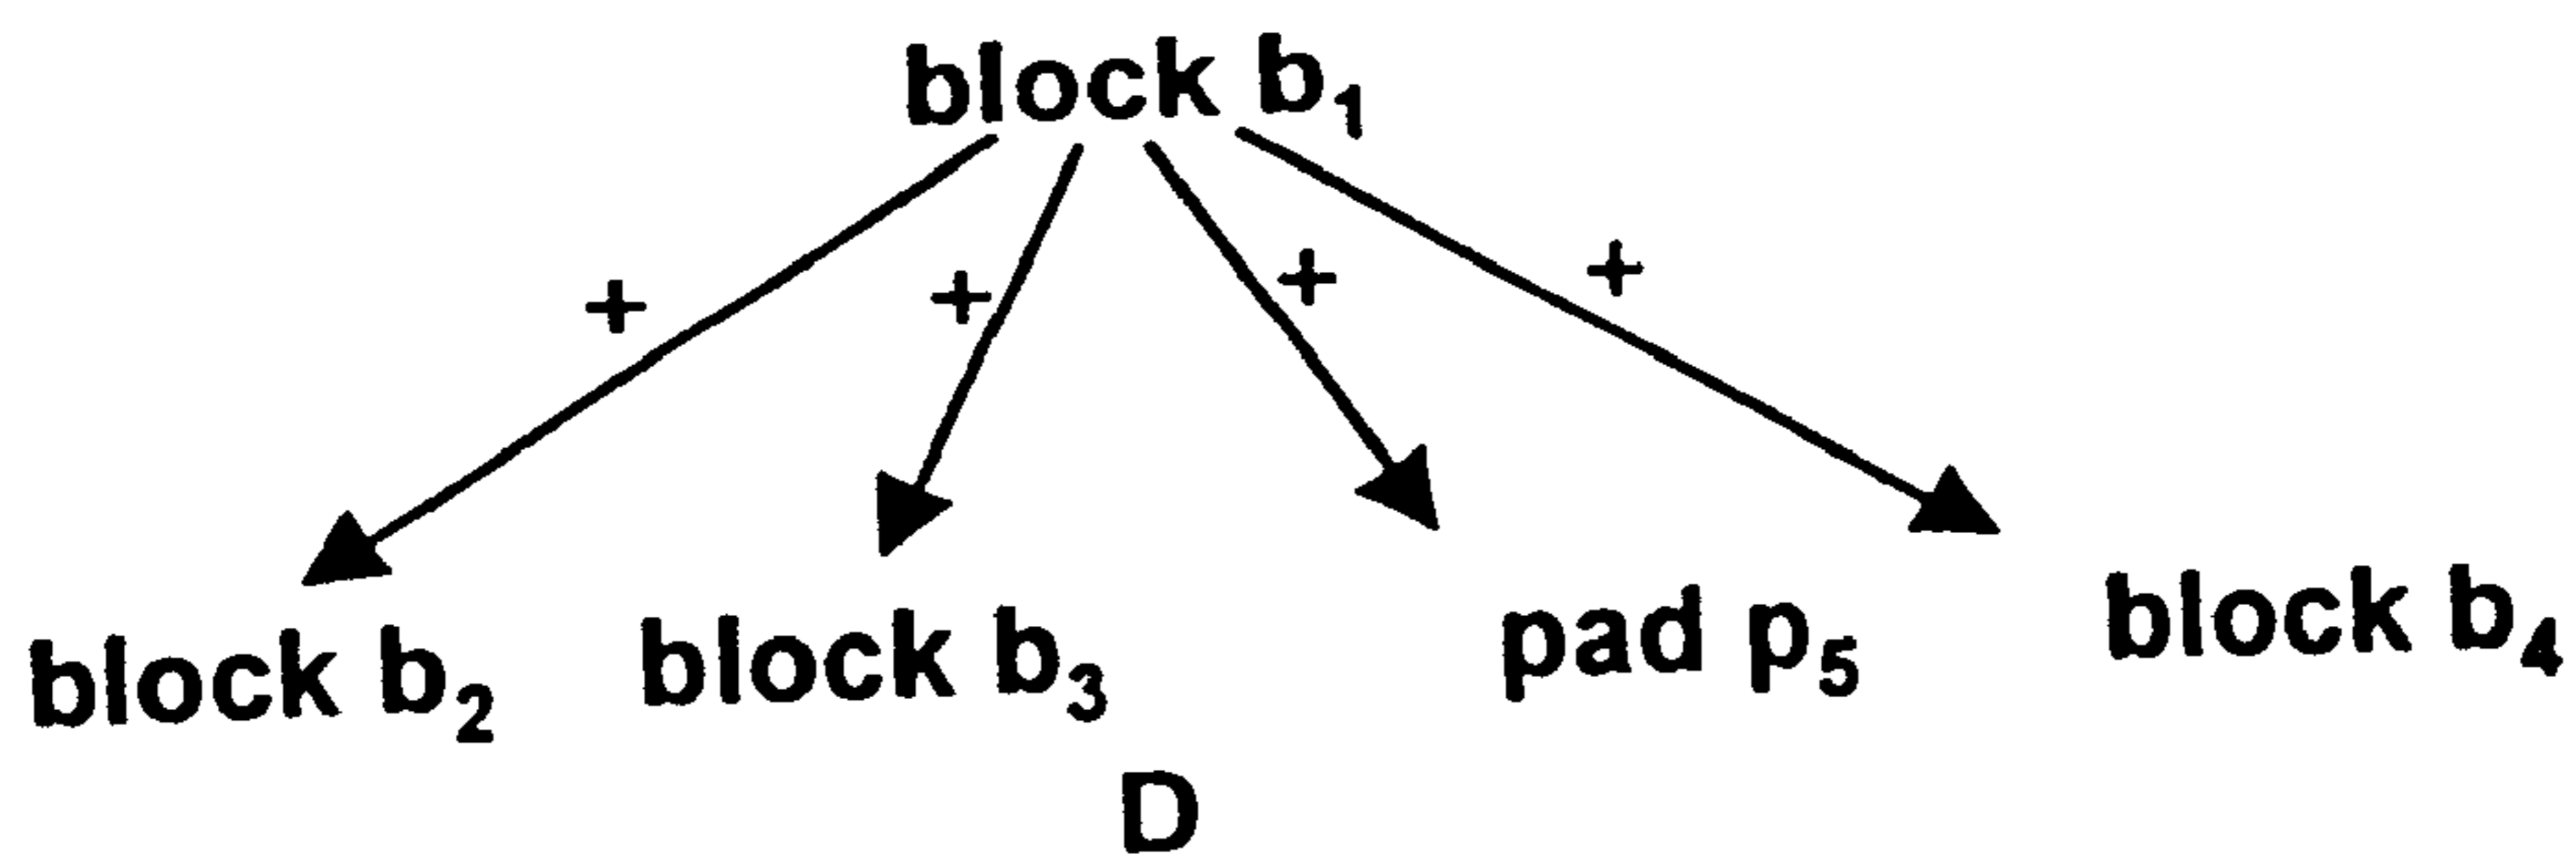 block b₁
+ + + +
block b₂ block b₃ pad p₅ block b₄
D